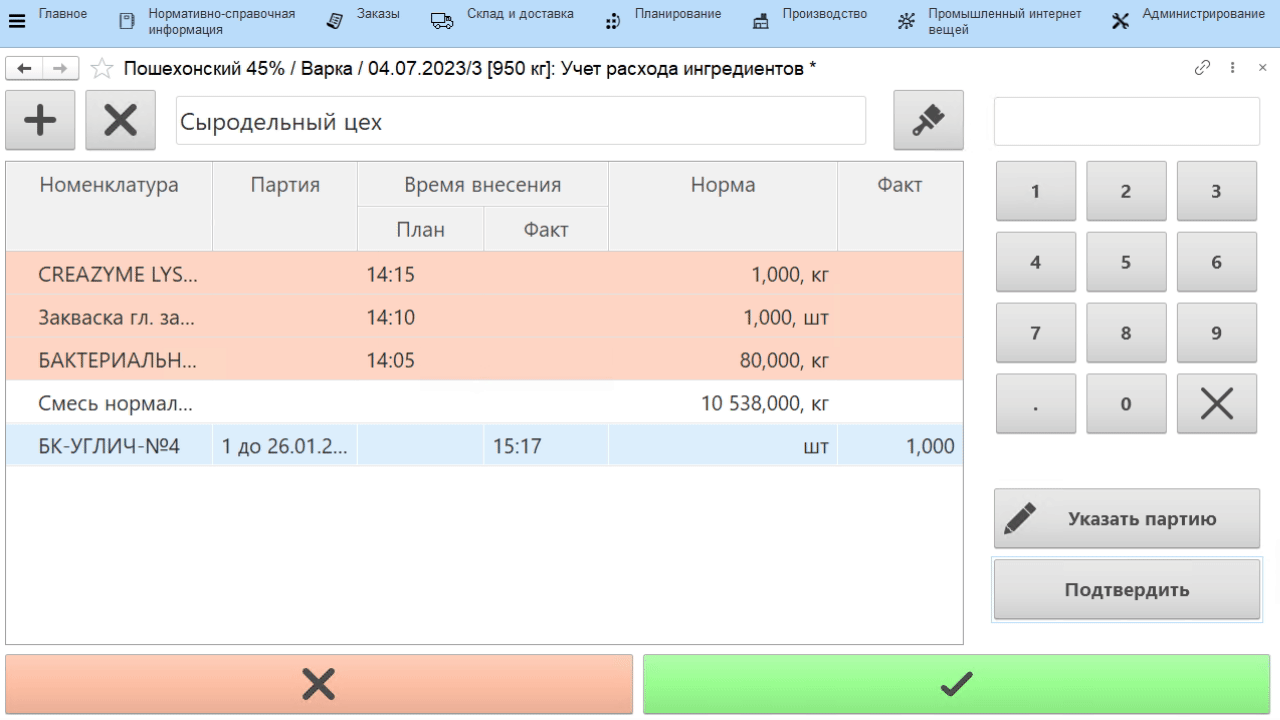 Главное
Нормативно-справочная
информация
Заказы
Склад и доставка
Планирование
Производство
Промышленный интернет
вещей
Администрирование
Пошехонский 45% / Варка / 04.07.2023/3 [950 кг]: Учет расхода ингредиентов *
Сыродельный цех
Номенклатура Партия Время внесения Норма Факт
План Факт
CREAZYME LYS... 14:15 1,000, кг
Закваска гл. за... 14:10 1,000, шт
БАКТЕРИАЛЬН... 14:05 80,000, кг
Смесь нормал... 10 538,000, кг
БК-УГЛИЧ-№4 1 до 26.01.2... 15:17 шт 1,000
1 2 3
4 5 6
7 8 9
. 0
Указать партию
Подтвердить